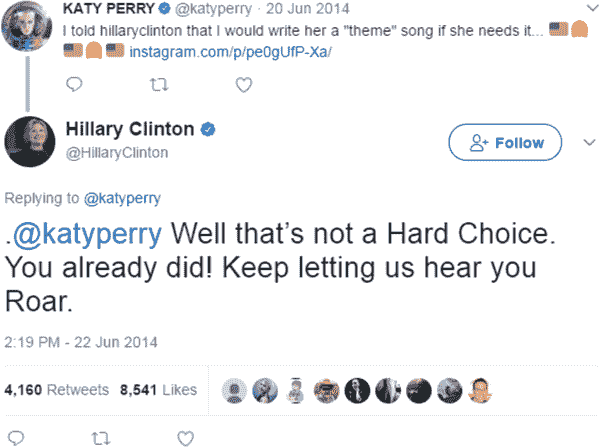 KATY PERRY @katyperry · 20 Jun 2014
I told hillaryclinton that I would write her a "theme" song if she needs it...
instagram.com/p/pe0gUfP-Xa/
Hillary Clinton
@HillaryClinton
Follow
Replying to @katyperry
.@katyperry Well that’s not a Hard Choice.
You already did! Keep letting us hear you
Roar.
2:19 PM - 22 Jun 2014
4,160 Retweets 8,541 Likes